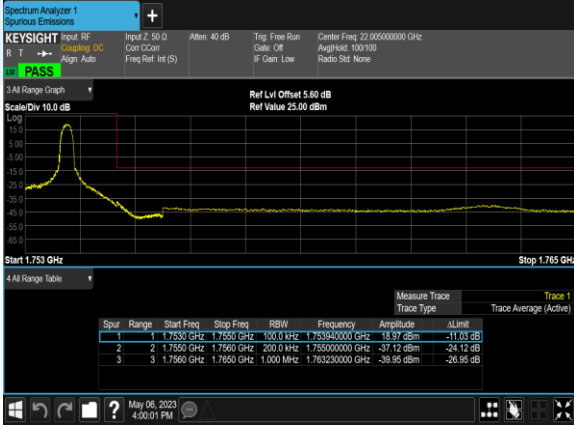 Spectrum Analyzer 1
Spurious Emissions
+
KEYSIGHT Input: RF Input Z: 50 Ω Atten: 40 dB Trig: Free Run Center Freq: 22.005000000 GHz
R T Coupling: DC Corr CCorr Gate: Off Avg|Hold: 100/100
Align: Auto Freq Ref: Int (S) IF Gain: Low Radio Std: None
PASS
3 All Range Graph
Ref Lvl Offset 5.60 dB
Scale/Div 10.0 dB Ref Value 25.00 dBm
Log
15.0
5.00
-5.00
-15.0
-25.0
-35.0
-45.0
-55.0
-65.0
Start 1.753 GHz Stop 1.765 GHz
4 All Range Table
Measure Trace Trace 1
Trace Type Trace Average (Active)
Spur Range Start Freq Stop Freq RBW Frequency Amplitude ΔLimit
1 1 1.7530 GHz 1.7550 GHz 100.0 kHz 1.753940000 GHz 18.97 dBm -11.03 dB
2 2 1.7550 GHz 1.7560 GHz 200.0 kHz 1.755000000 GHz -37.12 dBm -24.12 dB
3 3 1.7560 GHz 1.7650 GHz 1.000 MHz 1.763230000 GHz -39.95 dBm -26.95 dB
? May 06, 2023
4:00:01 PM